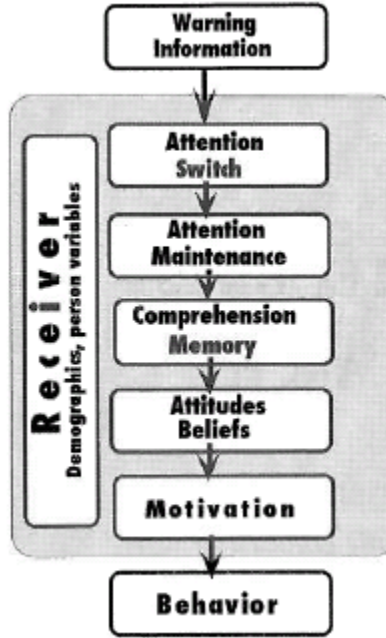 Warning
Information
Receiver
Demographics, person variables
Attention
Switch
Attention
Maintenance
Comprehension
Memory
Attitudes
Beliefs
Motivation
Behavior